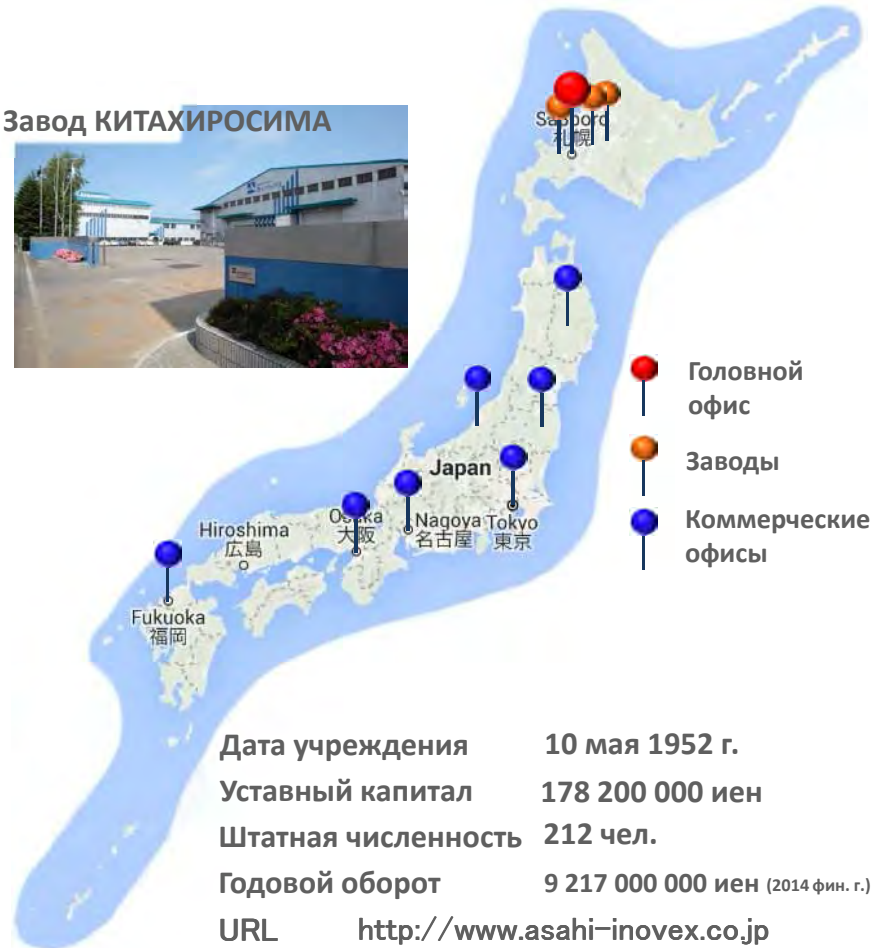 Завод КИТАХИРОСИМА
Sapporo
札幌
Головной
офис
Заводы
Japan
Коммерческие
офисы
Osaka
大阪
Nagoya
名古屋
Tokyo
東京
Hiroshima
広島
Fukuoka
福岡
Дата учреждения 10 мая 1952 г.
Уставный капитал 178 200 000 иен
Штатная численность 212 чел.
Годовой оборот 9 217 000 000 иен (2014 фин. г.)
URL http://www.asahi-inovex.co.jp